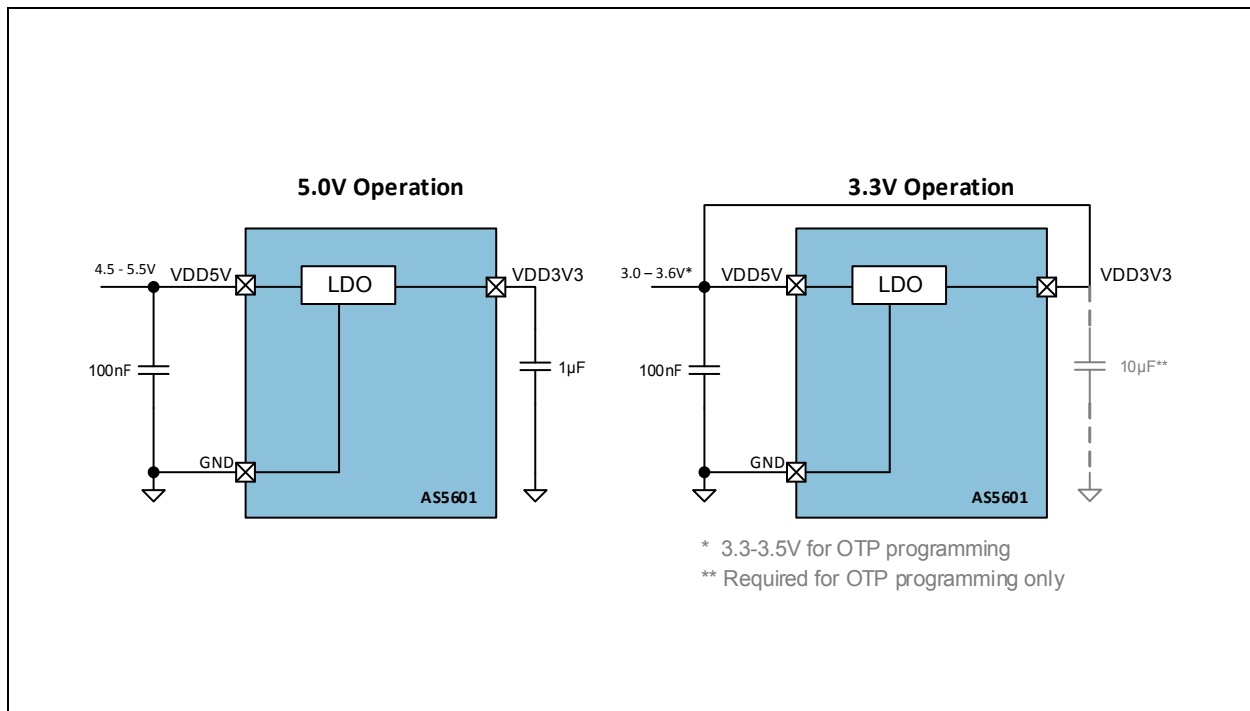 5.0V Operation
4.5 - 5.5V
VDD5V
LDO
VDD3V3
100nF
1µF
GND
AS5601
3.3V Operation
3.0 – 3.6V*
VDD5V
LDO
VDD3V3
100nF
10µF**
GND
AS5601
* 3.3-3.5V for OTP programming
** Required for OTP programming only